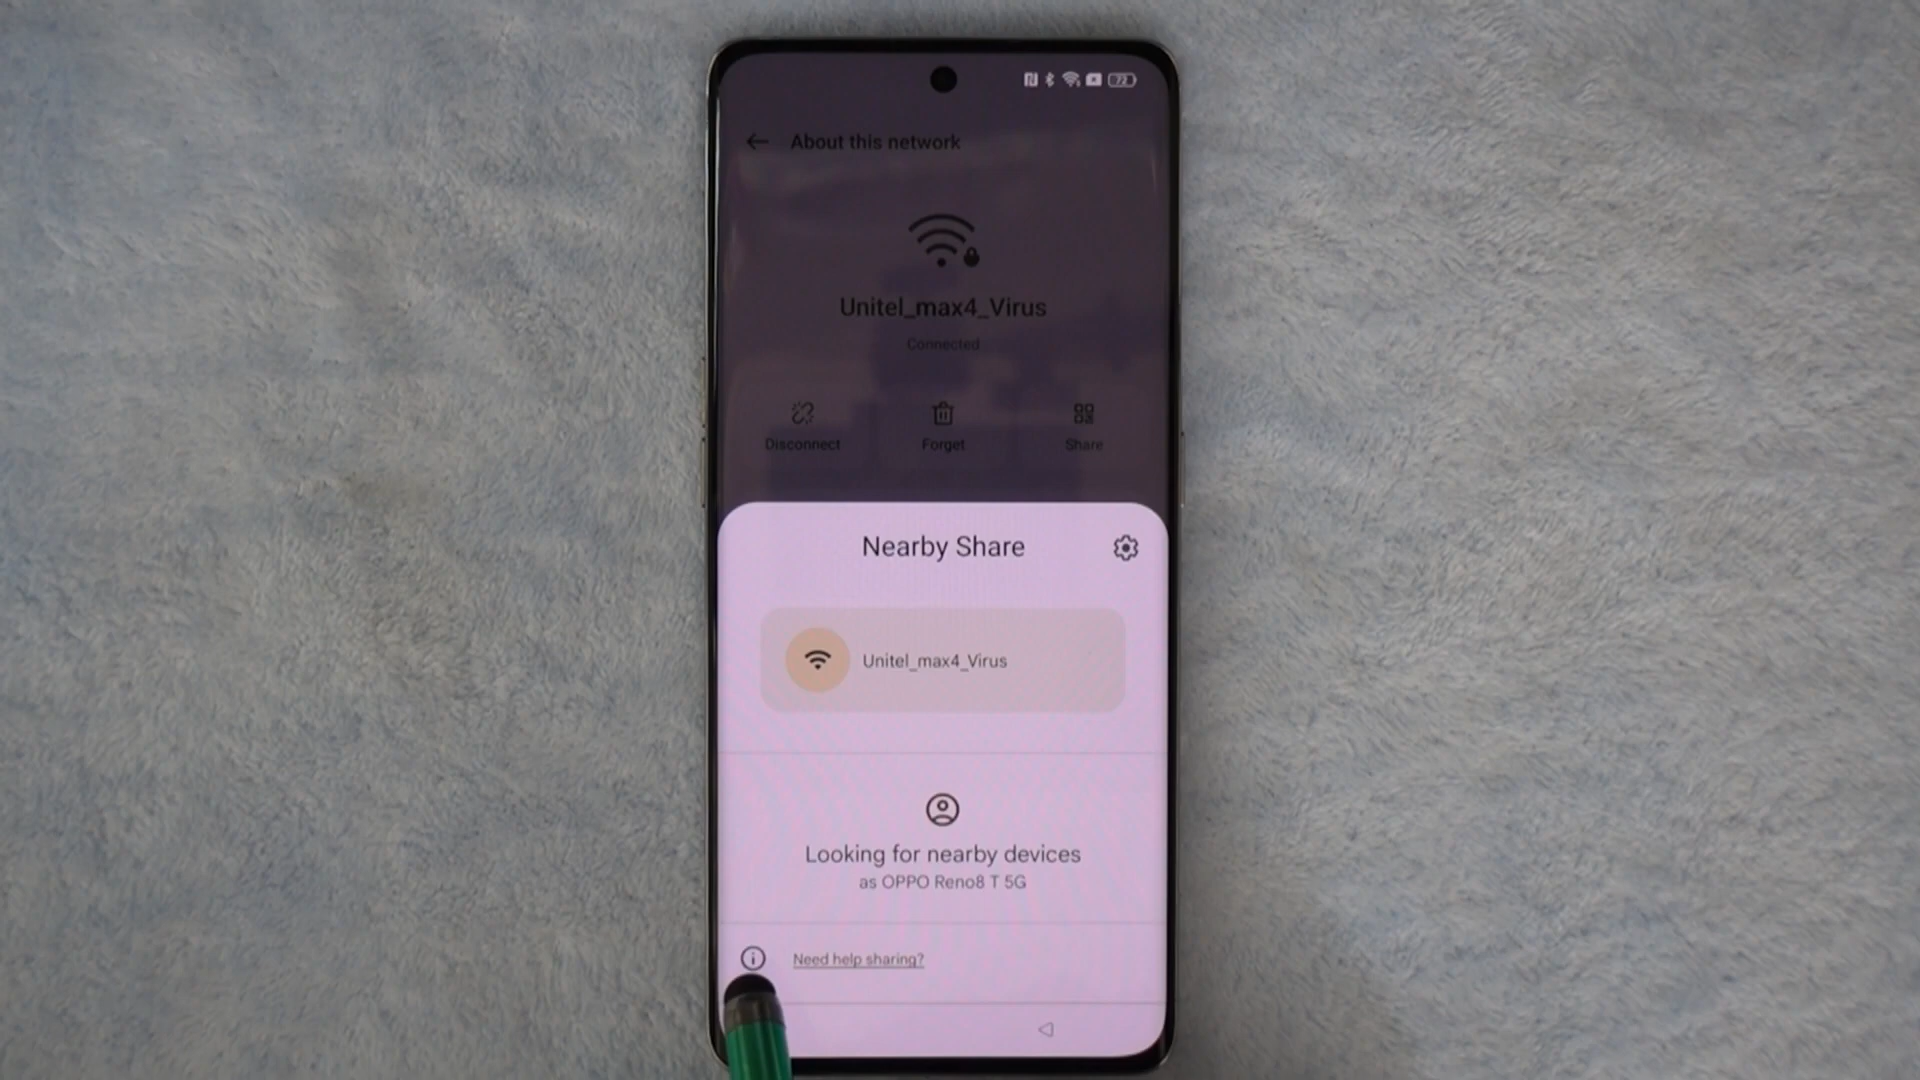 72
About this network
Unitel_max4_Virus
Connected
Disconnect
Forget
Share
Nearby Share
Unitel_max4_Virus
Looking for nearby devices
as OPPO Reno8 T 5G
Need help sharing?